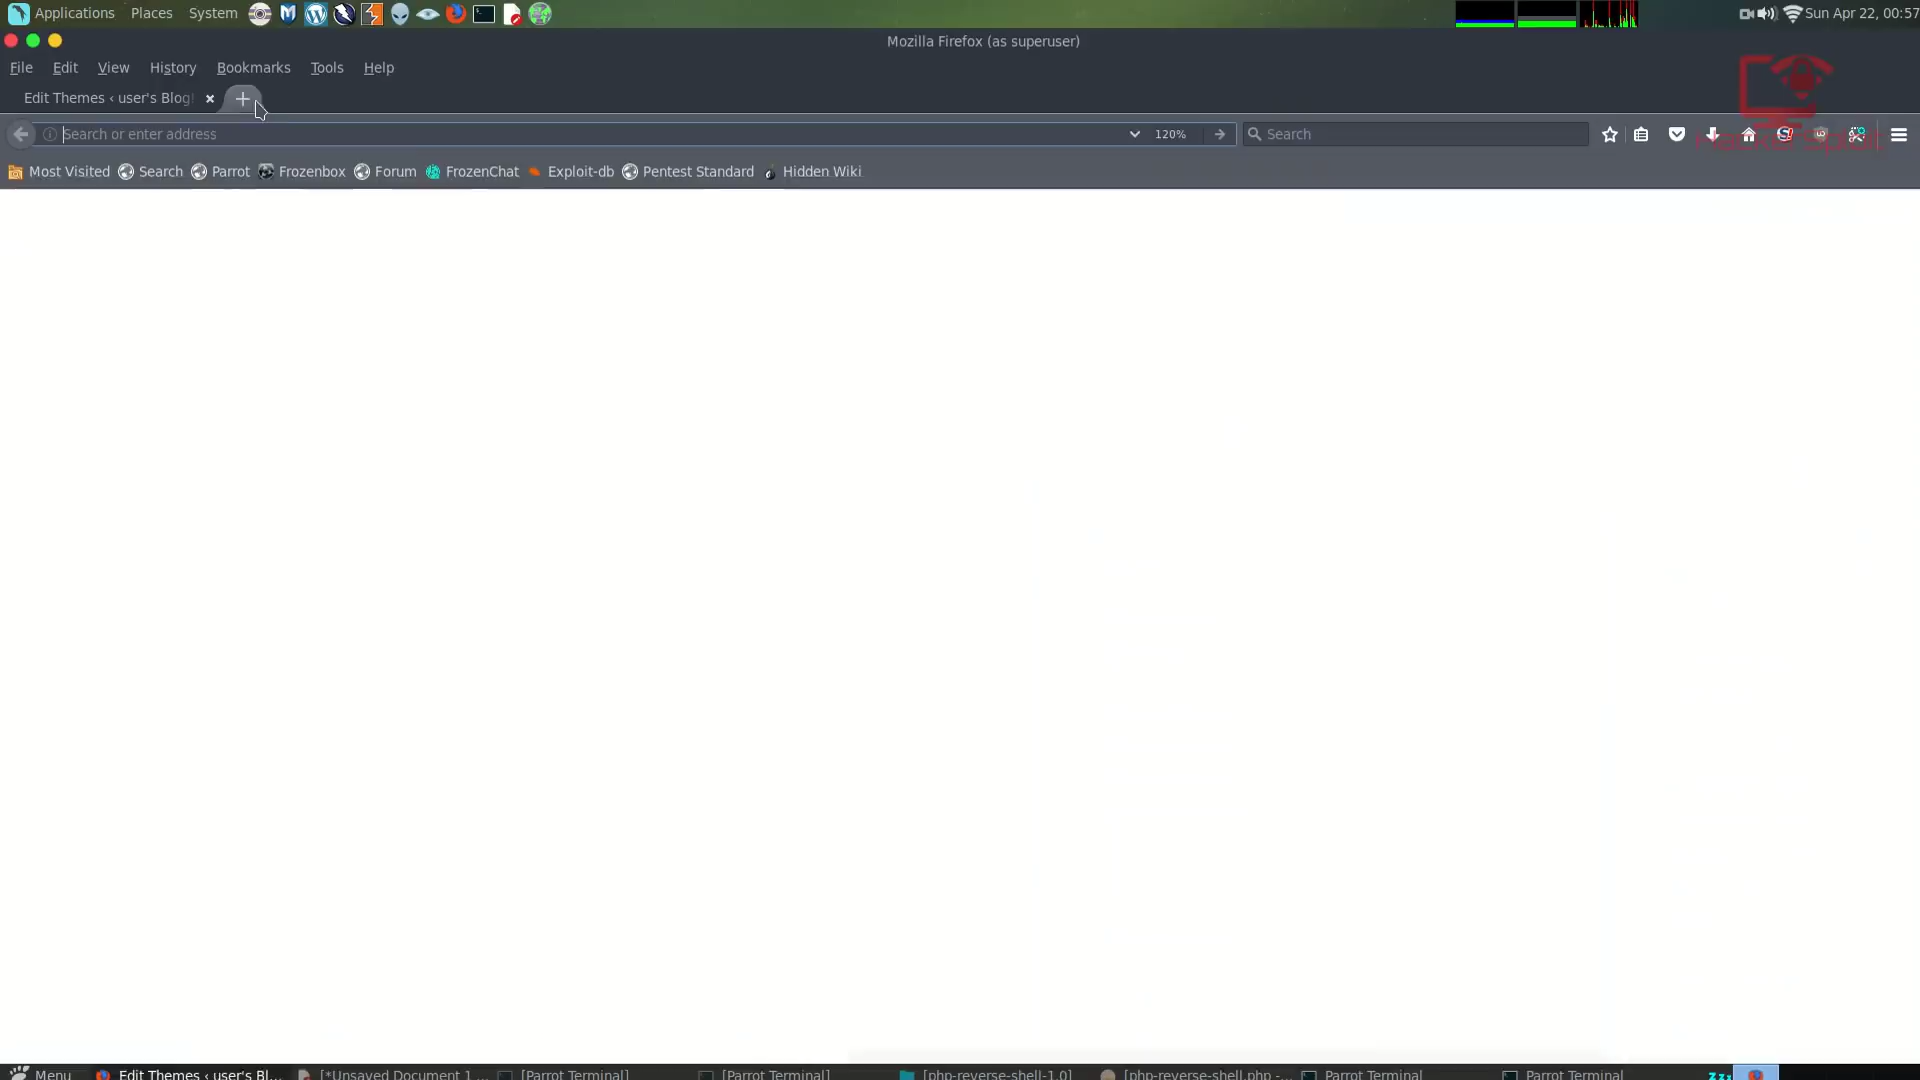 Applications Places System Sun Apr 22, 00:57
Mozilla Firefox (as superuser)
File Edit View History Bookmarks Tools Help
Edit Themes ‹ user's Blog!
Search or enter address 120% Search
Most Visited Search Parrot Frozenbox Forum FrozenChat Exploit-db Pentest Standard Hidden Wiki
Menu Edit Themes ‹ user's Bl... [*Unsaved Document 1 ... [Parrot Terminal] [Parrot Terminal] [php-reverse-shell-1.0] [php-reverse-shell.php -... Parrot Terminal Parrot Terminal zzz